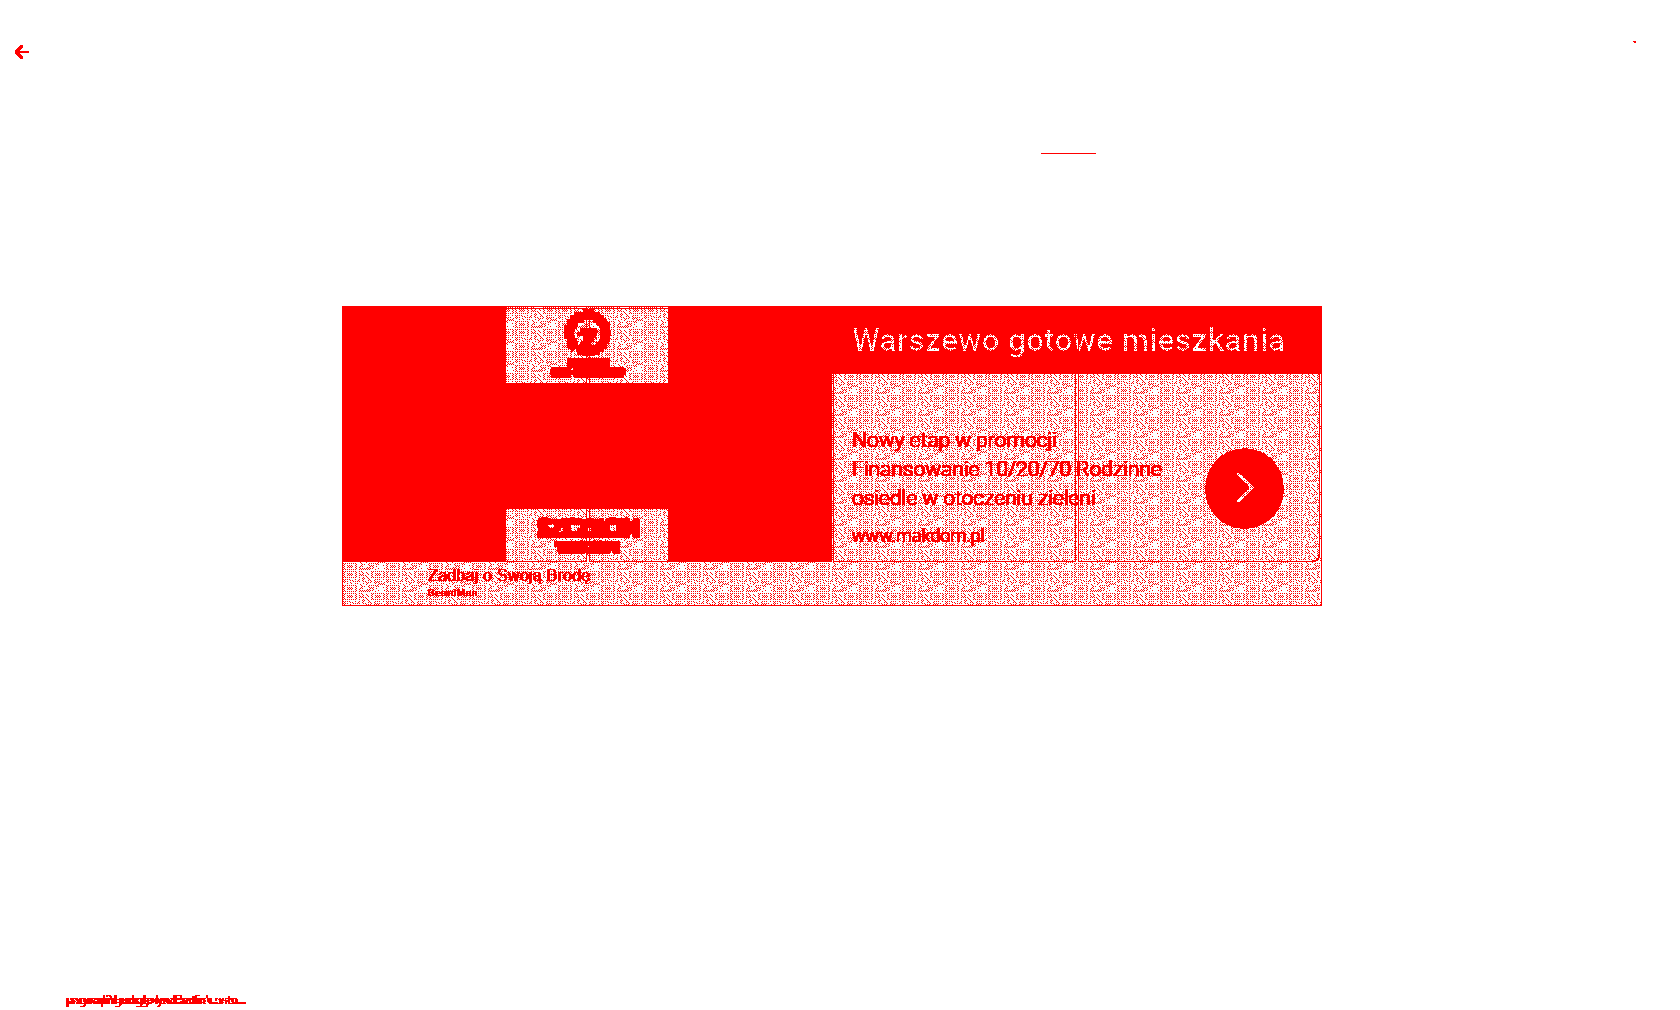 Warszewo gotowe mieszkania
Nowy etap w promocji
Finansowanie 10/20/70 Rodzinne
osiedle w otoczeniu zieleni
www.makdom.pl
Zadbaj o Swoją Brodę
BeardMan